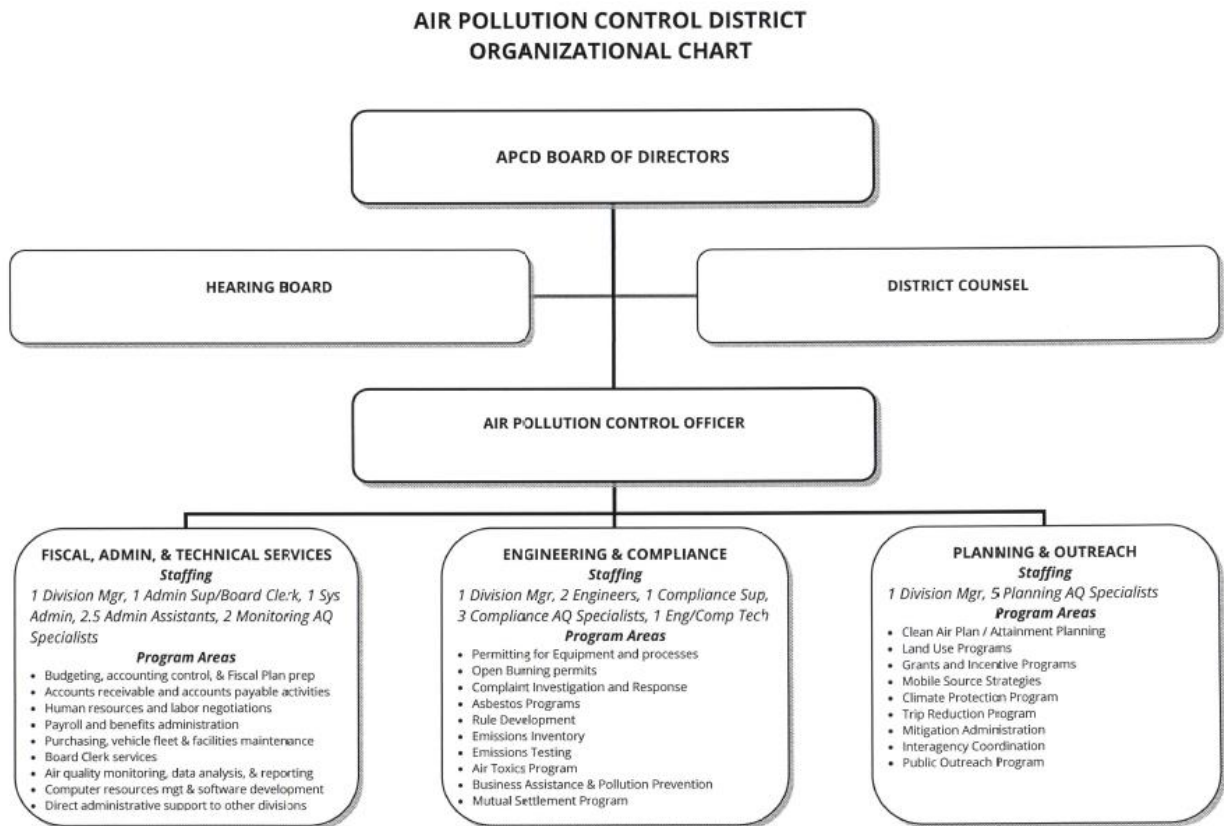 AIR POLLUTION CONTROL DISTRICT
ORGANIZATIONAL CHART
APCD BOARD OF DIRECTORS
HEARING BOARD
DISTRICT COUNSEL
AIR POLLUTION CONTROL OFFICER
FISCAL, ADMIN, & TECHNICAL SERVICES
Staffing
1 Division Mgr, 1 Admin Sup/Board Clerk, 1 Sys
Admin, 2.5 Admin Assistants, 2 Monitoring AQ
Specialists
Program Areas
• Budgeting, accounting control, & Fiscal Plan prep
• Accounts receivable and accounts payable activities
• Human resources and labor negotiations
• Payroll and benefits administration
• Purchasing, vehicle fleet & facilities maintenance
• Board Clerk services
• Air quality monitoring, data analysis, & reporting
• Computer resources mgt & software development
• Direct administrative support to other divisions
ENGINEERING & COMPLIANCE
Staffing
1 Division Mgr, 2 Engineers, 1 Compliance Sup,
3 Compliance AQ Specialists, 1 Eng/Comp Tech
Program Areas
• Permitting for Equipment and processes
• Open Burning permits
• Complaint Investigation and Response
• Asbestos Programs
• Rule Development
• Emissions Inventory
• Emissions Testing
• Air Toxics Program
• Business Assistance & Pollution Prevention
• Mutual Settlement Program
PLANNING & OUTREACH
Staffing
1 Division Mgr, 5 Planning AQ Specialists
Program Areas
• Clean Air Plan / Attainment Planning
• Land Use Programs
• Grants and Incentive Programs
• Mobile Source Strategies
• Climate Protection Program
• Trip Reduction Program
• Mitigation Administration
• Interagency Coordination
• Public Outreach Program